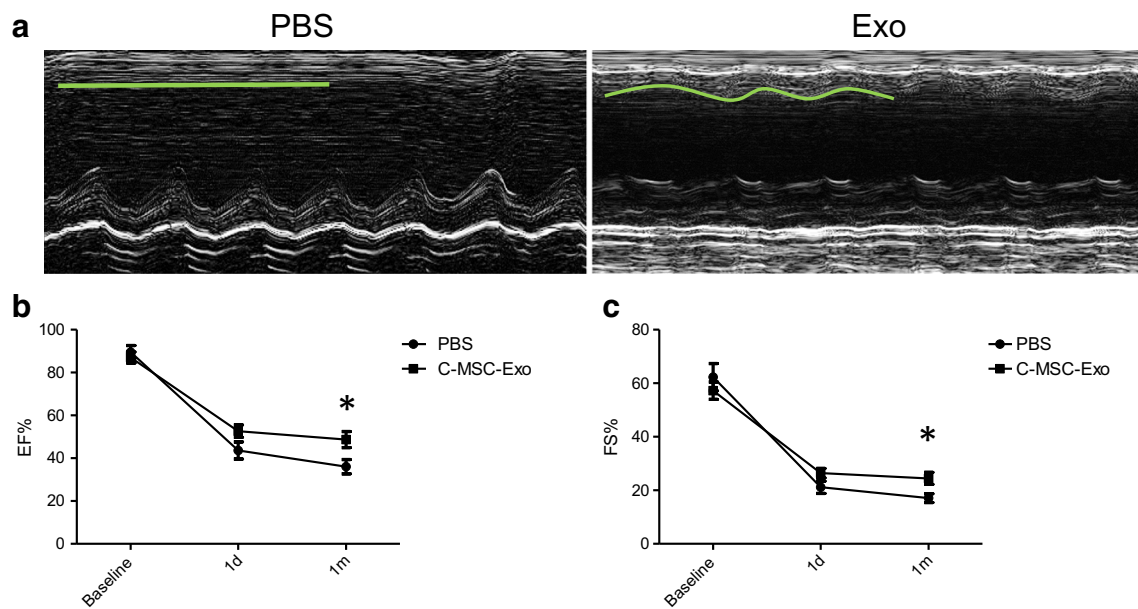 a
PBS
Exo
b
EF%
100
80
60
40
20
0
Baseline
1d
1m
*
PBS
C-MSC-Exo
c
FS%
80
60
40
20
0
Baseline
1d
1m
*
PBS
C-MSC-Exo